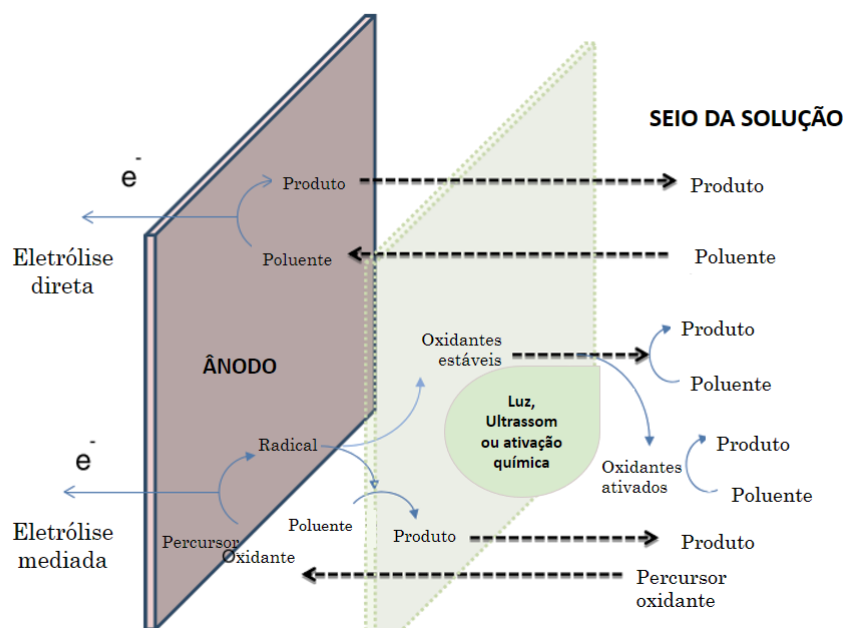 SEIO DA SOLUÇÃO
e-
Produto
Produto
Eletrólise
direta
Poluente
Poluente
ÂNODO
Oxidantes
estáveis
Produto
Poluente
Luz,
Ultrassom
ou ativação
química
e-
Radical
Oxidantes
ativados
Produto
Poluente
Eletrólise
mediada
Percursor
Oxidante
Poluente
Produto
Produto
Percursor
oxidante